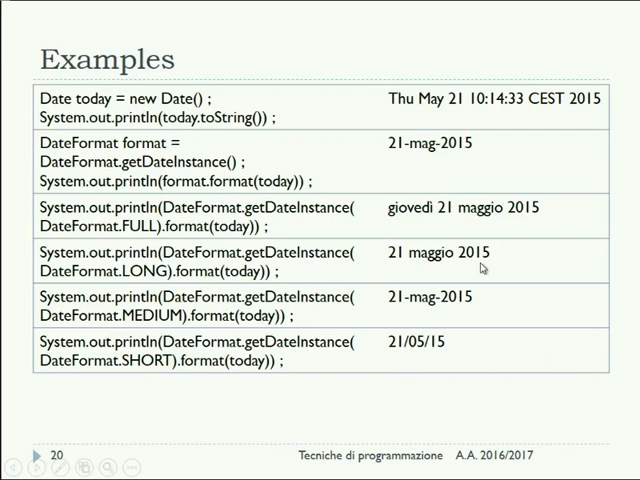 Examples
Date today = new Date() ;
System.out.println(today.toString()) ;
Thu May 21 10:14:33 CEST 2015
DateFormat format =
DateFormat.getDateInstance() ;
System.out.println(format.format(today)) ;
21-mag-2015
System.out.println(DateFormat.getDateInstance(
DateFormat.FULL).format(today)) ;
giovedì 21 maggio 2015
System.out.println(DateFormat.getDateInstance(
DateFormat.LONG).format(today)) ;
21 maggio 2015
System.out.println(DateFormat.getDateInstance(
DateFormat.MEDIUM).format(today)) ;
21-mag-2015
System.out.println(DateFormat.getDateInstance(
DateFormat.SHORT).format(today)) ;
21/05/15
20
Tecniche di programmazione A.A. 2016/2017